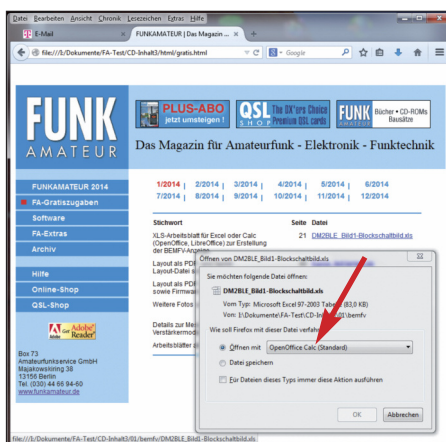 Datei Bearbeiten Ansicht Chronik Lesezeichen Extras Hilfe
E-Mail
FUNKAMATEUR | Das Magazin ...
file:///I:/Dokumente/FA-Test/CD-Inhalt3/html/gratis.html
Google
FUNK
AMATEUR
PLUS-ABO
jetzt umsteigen !
QSL
SHOP
The DX'ers Choice
Premium QSL cards
FUNK
AMATEUR
Bücher • CD-ROMs
Bausätze
Das Magazin für Amateurfunk - Elektronik - Funktechnik
FUNKAMATEUR 2014
FA-Gratiszugaben
Software
FA-Extras
Archiv
Hilfe
Online-Shop
QSL-Shop
1/2014 | 2/2014 | 3/2014 | 4/2014 | 5/2014 | 6/2014
7/2014 | 8/2014 | 9/2014 | 10/2014 | 11/2014 | 12/2014
Stichwort Seite Datei
XLS-Arbeitsblatt für Excel oder Calc 21 DM2BLE_Bild1-Blockschaltbild.xls
(OpenOffice, LibreOffice) zur Erstellung
der BEMFV-Anzeige
Layout als PDF
Layout-Datei
Layout als PDF
sowie Firmwa
Weitere Fotos
Details zur Me
Verstärkermod
Arbeitsblätter
Öffnen von DM2BLE_Bild1-Blockschaltbild.xls
Sie möchten folgende Datei öffnen:
DM2BLE_Bild1-Blockschaltbild.xls
Vom Typ: Microsoft Excel 97-2003 (83,0 KB)
Von: I:\Dokumente\FA-Test\CD-Inhalt3\01\bemfv
Wie soll Firefox mit dieser Datei verfahren?
Öffnen mit OpenOffice Calc (Standard)
Datei speichern
Für Dateien dieses Typs immer diese Aktion ausführen
OK
Abbrechen
Get Adobe
Reader
Box 73
Amateurfunkservice GmbH
Majakowskiring 38
13156 Berlin
Tel. (030) 44 66 94-60
www.funkamateur.de
file:///I:/Dokumente/FA-Test/CD-Inhalt3/01/bemfv/DM2BLE_Bild1-Blockschaltbild.xls